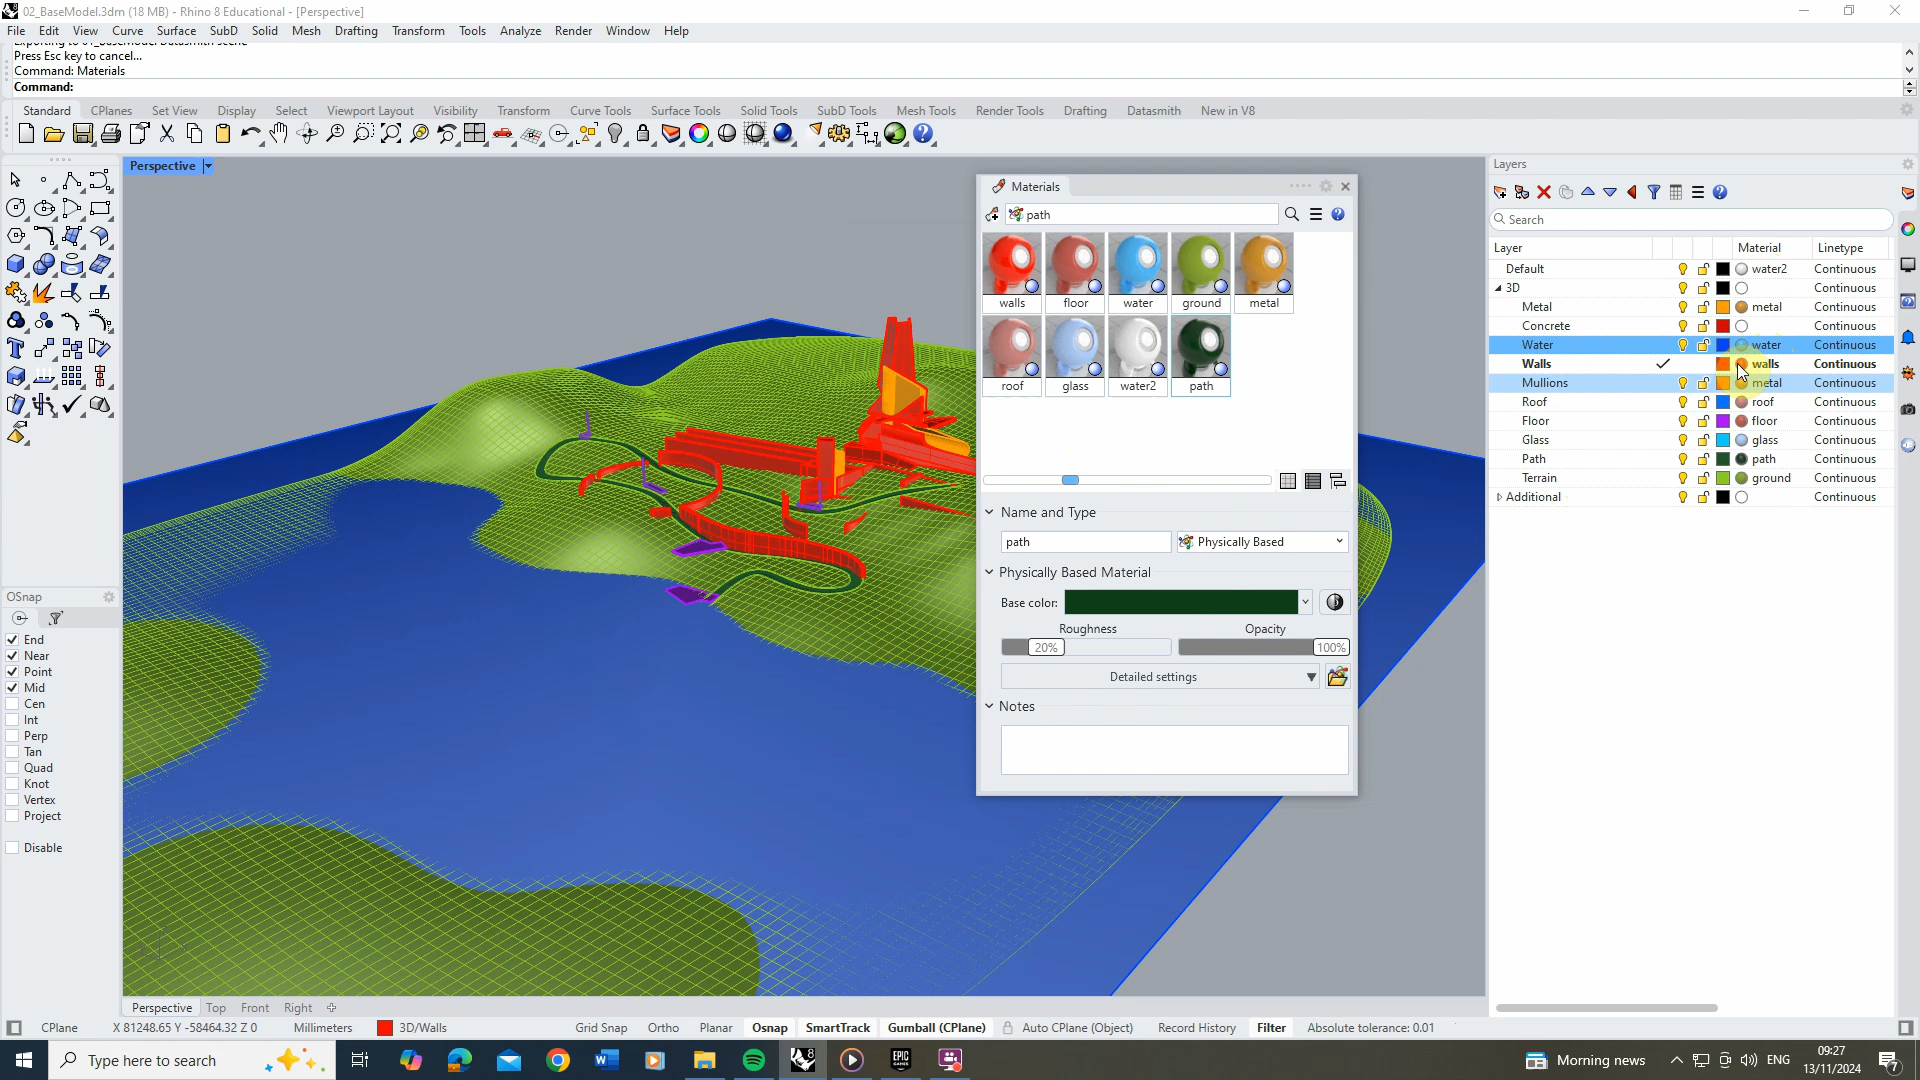 02_BaseModel.3dm (18 MB) - Rhino 8 Educational - [Perspective]
File Edit View Curve Surface SubD Solid Mesh Drafting Transform Tools Analyze Render Window Help
Exporting to 01_BaseModel Datasmith scene
Press Esc key to cancel...
Command: Materials
Command:
Standard CPlanes Set View Display Select Viewport Layout Visibility Transform Curve Tools Surface Tools Solid Tools SubD Tools Mesh Tools Render Tools Drafting Datasmith New in V8
Perspective
Materials
path
walls floor water ground metal
roof glass water2 path
Name and Type
path Physically Based
Physically Based Material
Base color:
Roughness Opacity
20% 100%
Detailed settings
Notes
Layers
Search
Layer Material Linetype
Default water2 Continuous
3D Continuous
Metal metal Continuous
Concrete Continuous
Water water Continuous
Walls walls Continuous
Mullions metal Continuous
Roof roof Continuous
Floor floor Continuous
Glass glass Continuous
Path path Continuous
Terrain ground Continuous
Additional Continuous
OSnap
End
Near
Point
Mid
Cen
Int
Perp
Tan
Quad
Knot
Vertex
Project
Disable
Perspective Top Front Right
CPlane X 81248.65 Y -58464.32 Z 0 Millimeters 3D/Walls Grid Snap Ortho Planar Osnap SmartTrack Gumball (CPlane) Auto CPlane (Object) Record History Filter Absolute tolerance: 0.01
Type here to search
Morning news
ENG
09:27
13/11/2024
7